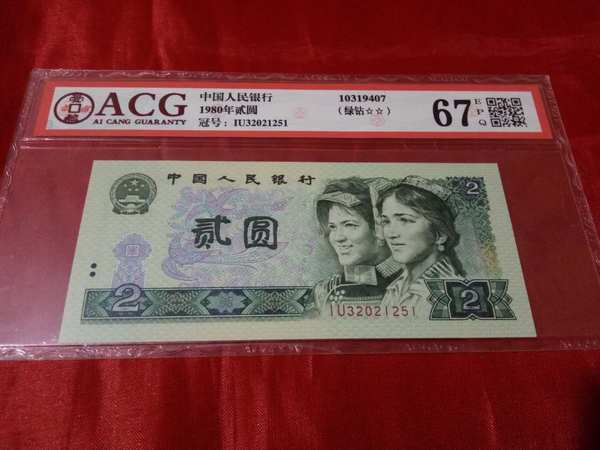 ACG
AI CANG GUARANTY
中国人民银行
1980年贰圆
冠号：IU32021251
10319407
（绿钻☆☆）
67 EPQ
中国人民银行
贰圆
2
2
2
IU32021251